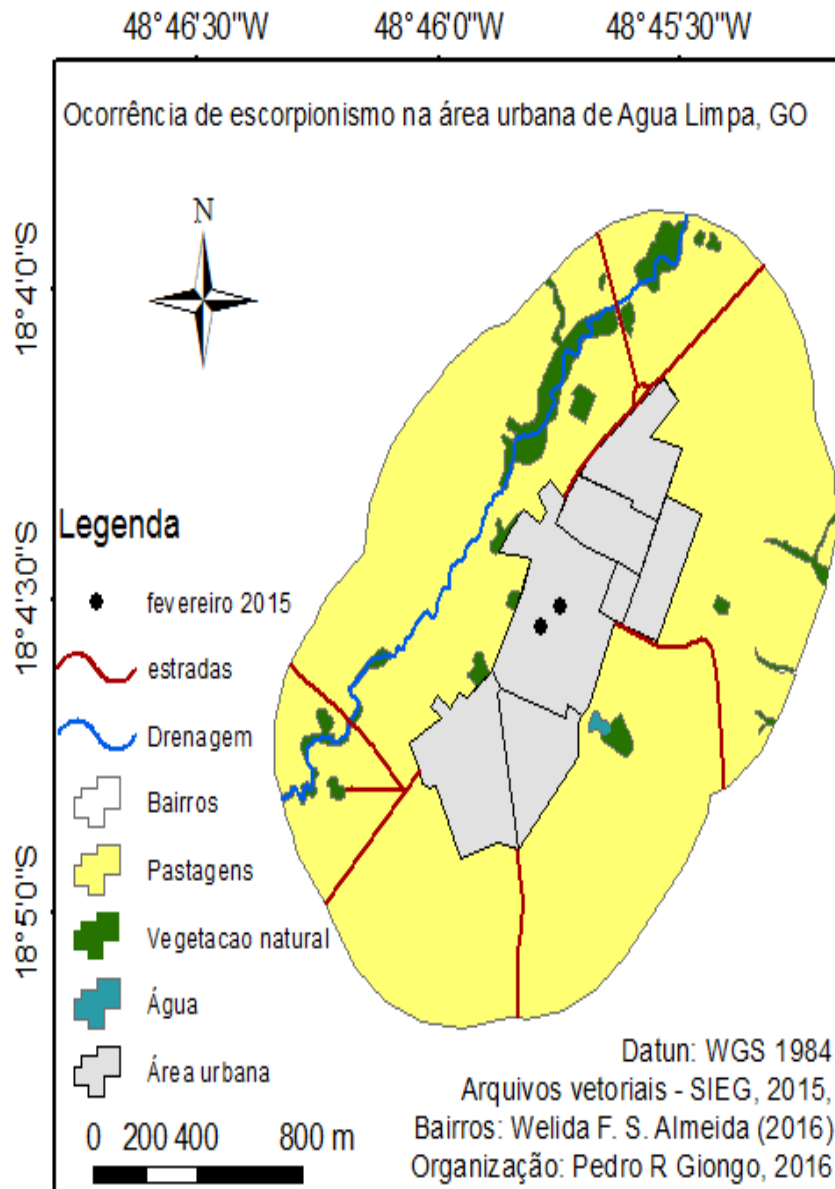 48°46'30"W 48°46'0"W 48°45'30"W
Ocorrência de escorpionismo na área urbana de Agua Limpa, GO
N
18°4'0"S
18°4'30"S
18°5'0"S
Legenda
fevereiro 2015
estradas
Drenagem
Bairros
Pastagens
Vegetacao natural
Água
Área urbana
0 200 400 800 m
Datun: WGS 1984
Arquivos vetoriais - SIEG, 2015,
Bairros: Welida F. S. Almeida (2016)
Organização: Pedro R Giongo, 2016